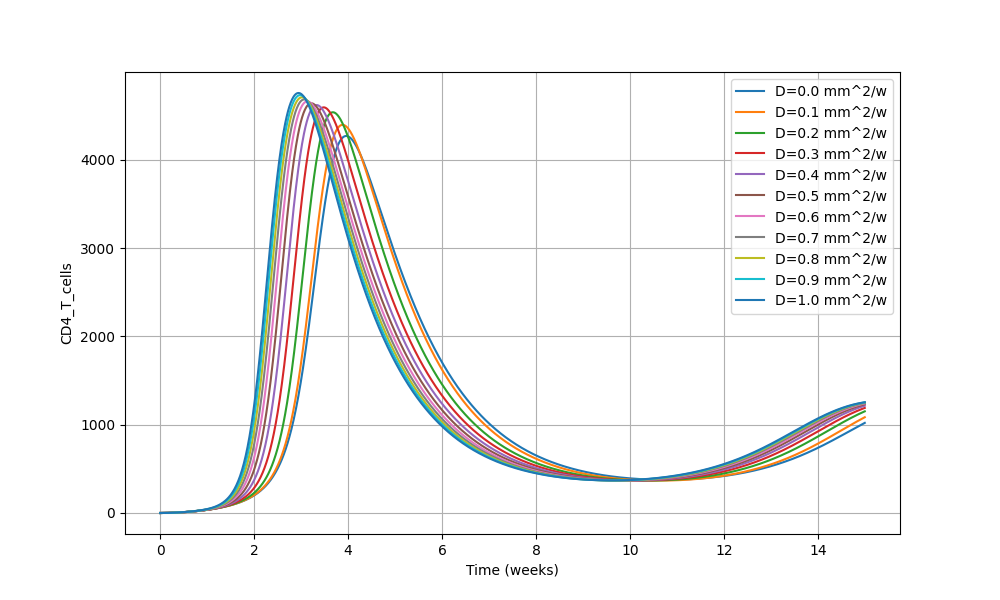 D=0.0 mm^2/w
D=0.1 mm^2/w
D=0.2 mm^2/w
D=0.3 mm^2/w
D=0.4 mm^2/w
D=0.5 mm^2/w
D=0.6 mm^2/w
D=0.7 mm^2/w
D=0.8 mm^2/w
D=0.9 mm^2/w
D=1.0 mm^2/w
CD4_T_cells
4000
3000
2000
1000
0
0 2 4 6 8 10 12 14
Time (weeks)